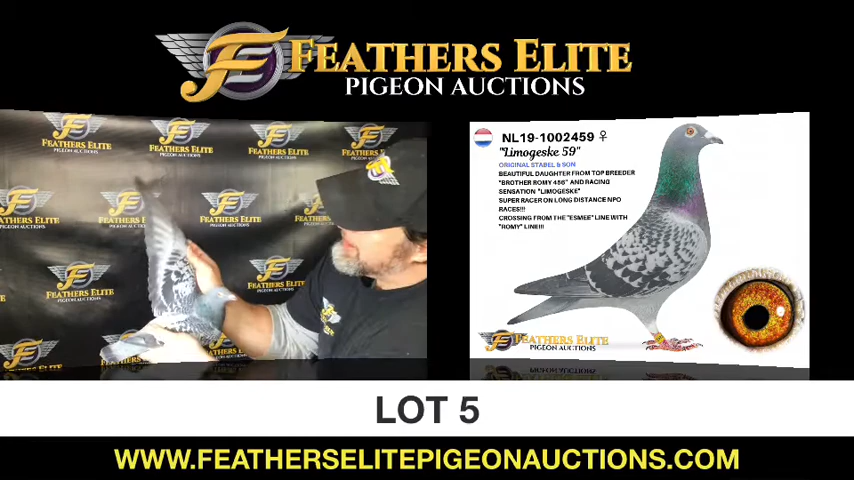 FEATHERS ELITE
PIGEON AUCTIONS
NL19-1002459 ♀
"Limogeske 59"
ORIGINAL STABEL & SON
BEAUTIFUL DAUGHTER FROM TOP BREEDER
"BROTHER ROMY 456" AND RACING
SENSATION "LIMOGESKE"
SUPER RACER ON LONG DISTANCE NPO
RACES!!!
CROSSING FROM THE "ESMEE" LINE WITH
"ROMY" LINE!!!
FEATHERS ELITE
PIGEON AUCTIONS
LOT 5
WWW.FEATHERSELITEPIGEONAUCTIONS.COM